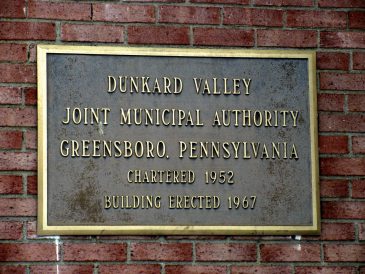 DUNKARD VALLEY
JOINT MUNICIPAL AUTHORITY
GREENSBORO, PENNSYLVANIA
CHARTERED 1952
BUILDING ERECTED 1967